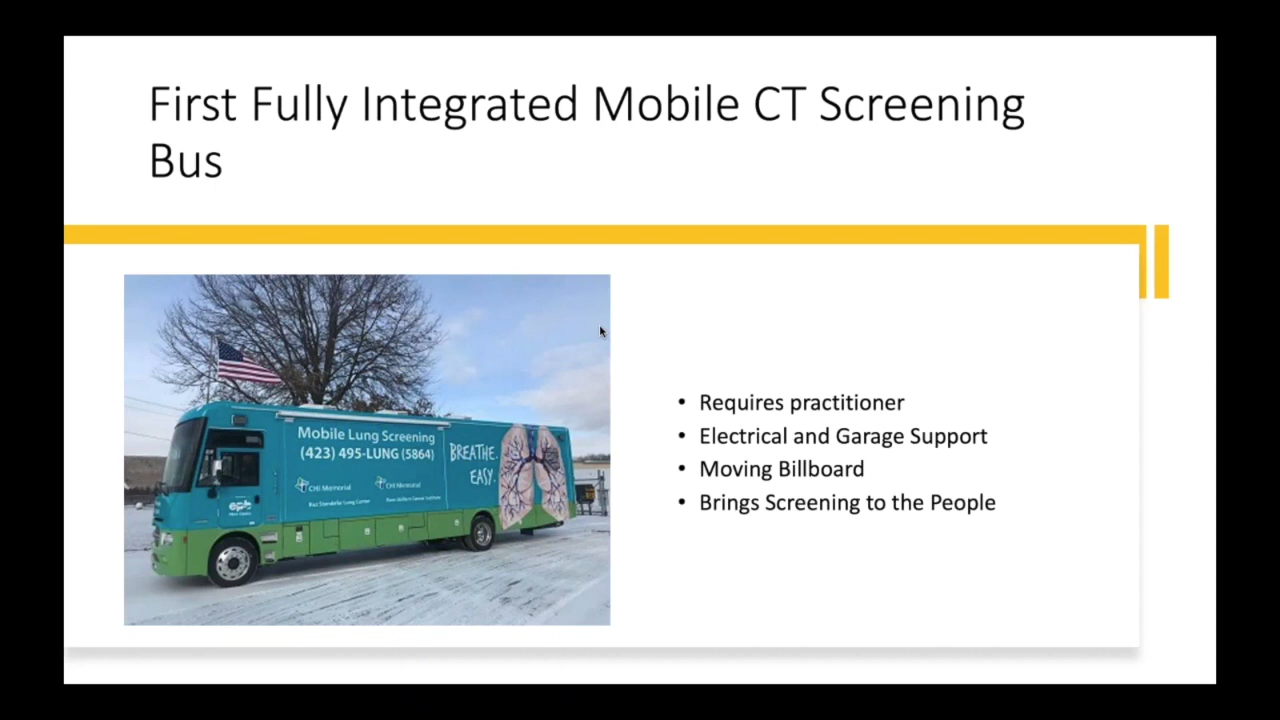 First Fully Integrated Mobile CT Screening
Bus
Mobile Lung Screening
(423) 495-LUNG (5864)
BREATHE.
EASY.
CHI Memorial
CHI Memorial
epb
• Requires practitioner
• Electrical and Garage Support
• Moving Billboard
• Brings Screening to the People